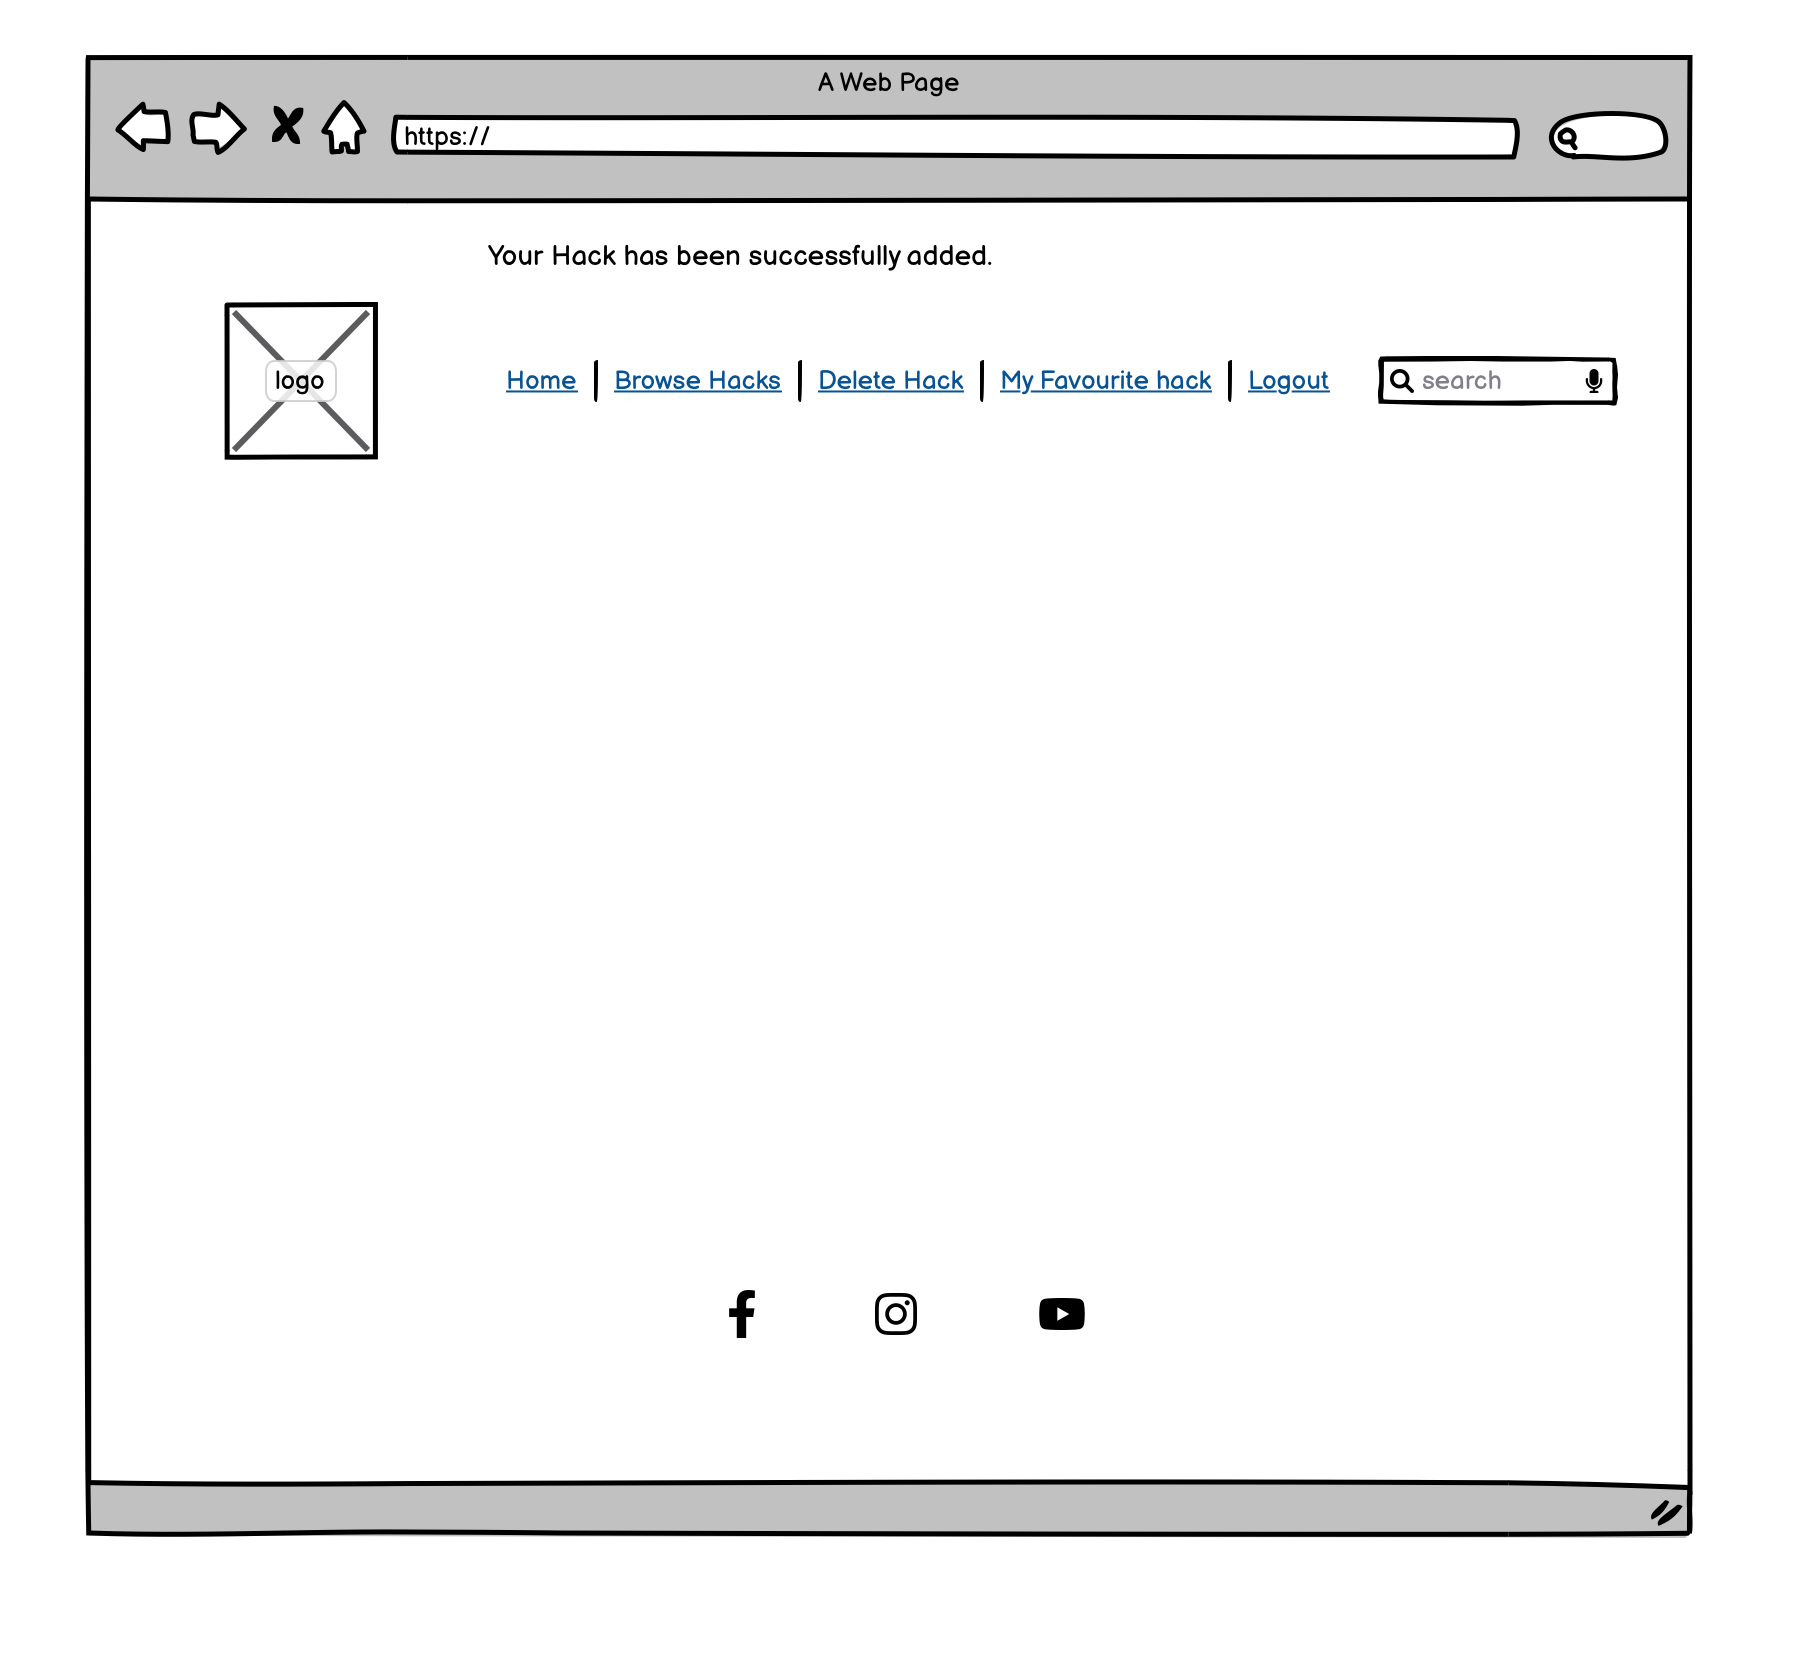 A Web Page
https://
Your Hack has been successfully added.
logo
Home Browse Hacks Delete Hack My Favourite hack Logout search